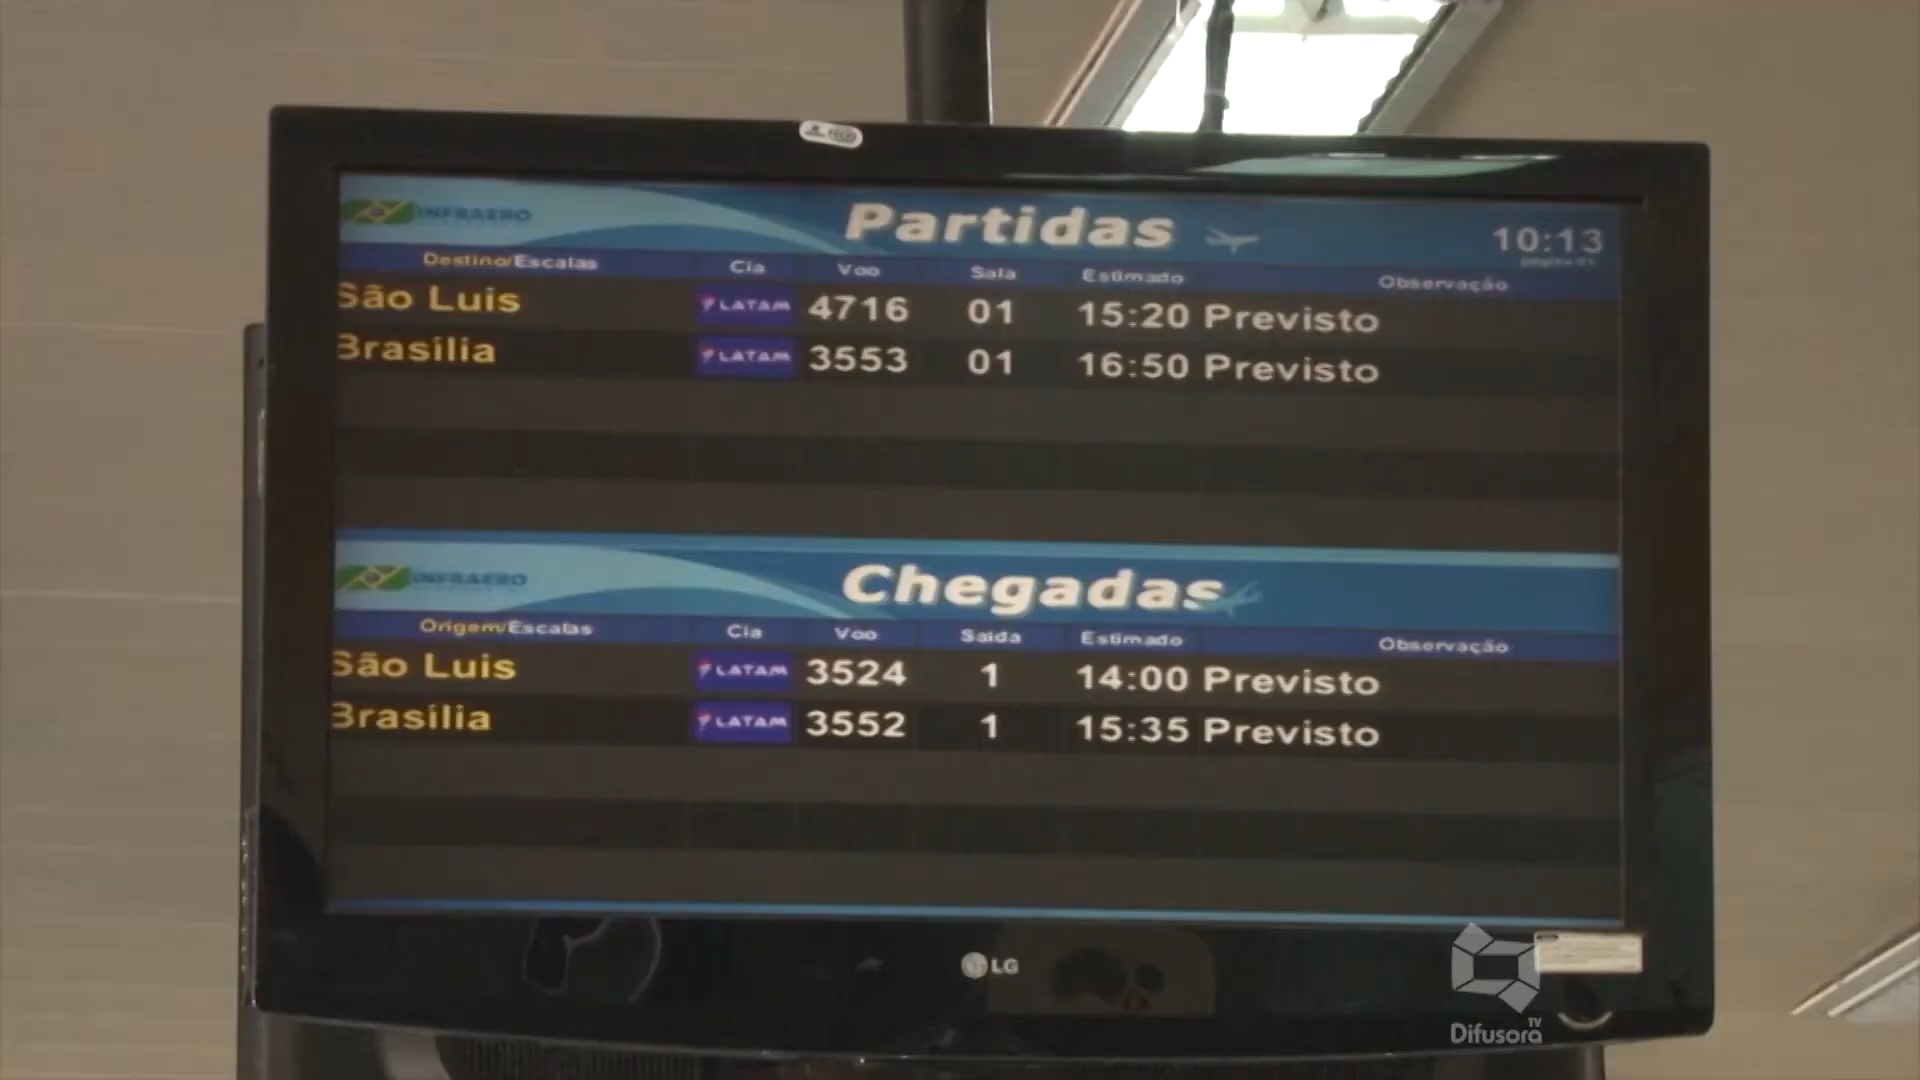 INFRAERO
Partidas
10:13
Destino/Escalas Cia Voo Sala Estimado Observação
São Luis LATAM 4716 01 15:20 Previsto
Brasília LATAM 3553 01 16:50 Previsto
INFRAERO
Chegadas
Origem/Escalas Cia Voo Saída Estimado Observação
São Luis LATAM 3524 1 14:00 Previsto
Brasília LATAM 3552 1 15:35 Previsto
LG
TV
Difusora